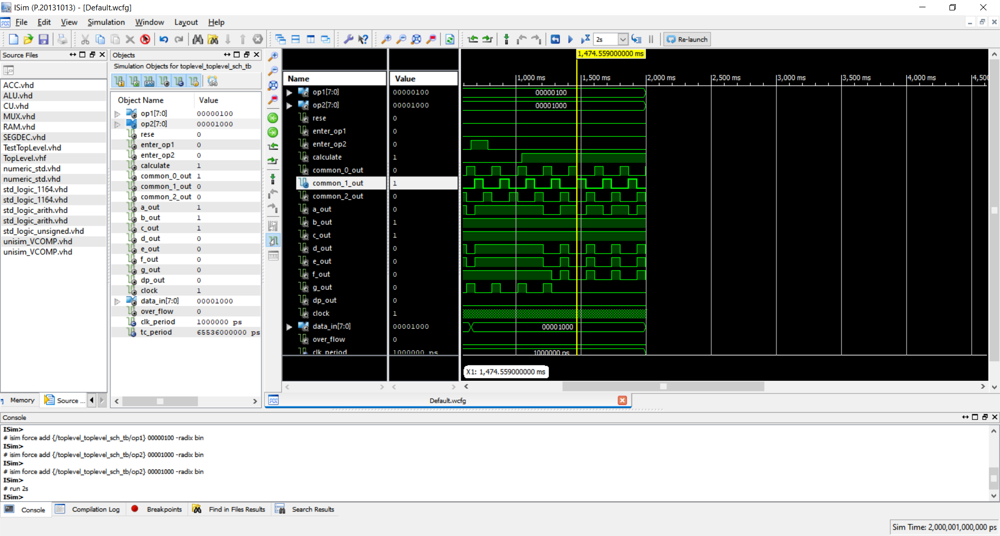 ISim (P.20131013) - [Default.wcfg]
File Edit View Simulation Window Layout Help
2s Re-launch
Source Files
ACC.vhd
ALU.vhd
CU.vhd
MUX.vhd
RAM.vhd
SEGDEC.vhd
TestTopLevel.vhd
TopLevel.vhf
numeric_std.vhd
numeric_std.vhd
std_logic_1164.vhd
std_logic_1164.vhd
std_logic_arith.vhd
std_logic_arith.vhd
std_logic_unsigned.vhd
unisim_VCOMP.vhd
unisim_VCOMP.vhd
Memory Source ...
Objects
Simulation Objects for toplevel_toplevel_sch_tb
Object Name Value
op1[7:0] 00000100
op2[7:0] 00001000
rese 0
enter_op1 0
enter_op2 0
calculate 1
common_0_out 1
common_1_out 0
common_2_out 0
a_out 1
b_out 1
c_out 1
d_out 0
e_out 0
f_out 0
g_out 0
dp_out 0
clock 1
data_in[7:0] 00001000
over_flow 0
clk_period 1000000 ps
tc_period 65536000000 ps
Name Value
op1[7:0] 00000100
op2[7:0] 00001000
rese 0
enter_op1 0
enter_op2 0
calculate 1
common_0_out 0
common_1_out 1
common_2_out 0
a_out 0
b_out 1
c_out 1
d_out 0
e_out 0
f_out 0
g_out 0
dp_out 0
clock 1
data_in[7:0] 00001000
over_flow 0
clk_period 1000000 ps
1,474.559000000 ms
1,000 ms 1,500 ms 2,000 ms 2,500 ms 3,000 ms 3,500 ms 4,000 ms 4,500
00000100
00001000
00001000
1000000 ps
X1: 1,474.559000000 ms
Default.wcfg
Console
ISim>
# isim force add {/toplevel_toplevel_sch_tb/op1} 00000100 -radix bin
ISim>
# isim force add {/toplevel_toplevel_sch_tb/op2} 00001000 -radix bin
ISim>
# isim force add {/toplevel_toplevel_sch_tb/op2} 00001000 -radix bin
ISim>
# run 2s
ISim>
Console Compilation Log Breakpoints Find in Files Results Search Results
Sim Time: 2,000,001,000,000 ps